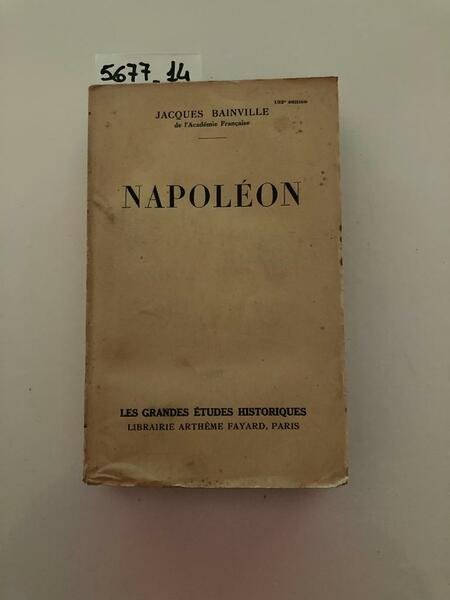 5677_14
JACQUES BAINVILLE
de l'Académie Française
NAPOLÉON
LES GRANDES ÉTUDES HISTORIQUES
LIBRAIRIE ARTHÈME FAYARD, PARIS